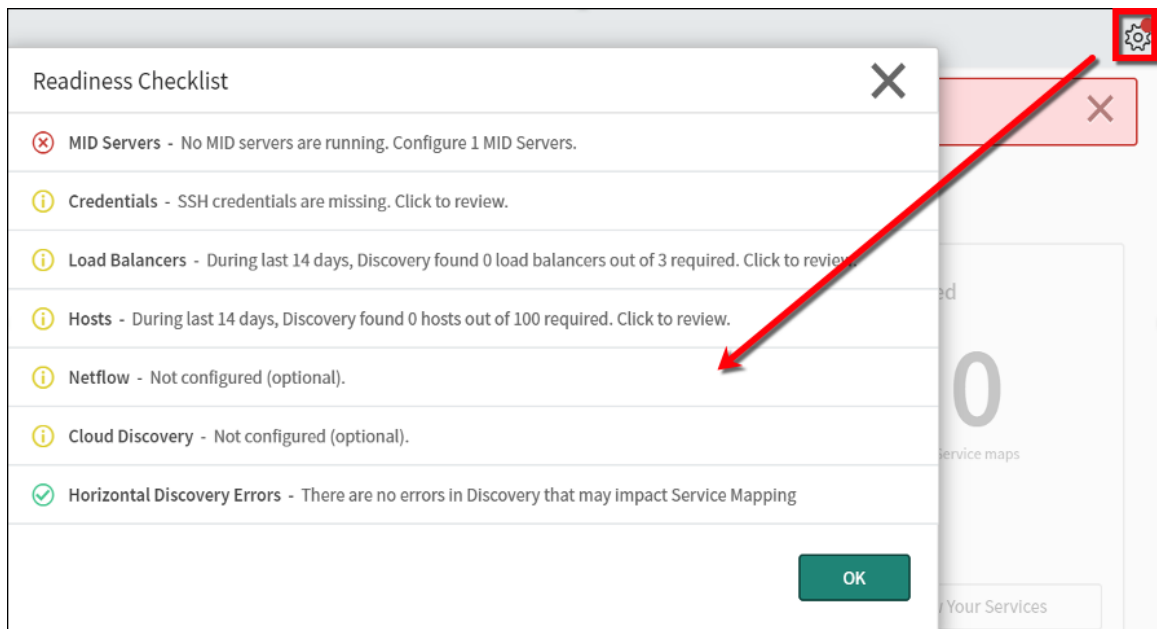 Readiness Checklist
MID Servers - No MID servers are running. Configure 1 MID Servers.
Credentials - SSH credentials are missing. Click to review.
Load Balancers - During last 14 days, Discovery found 0 load balancers out of 3 required. Click to review.
Hosts - During last 14 days, Discovery found 0 hosts out of 100 required. Click to review.
ed
Netflow - Not configured (optional).
0
Cloud Discovery - Not configured (optional).
Service maps
Horizontal Discovery Errors - There are no errors in Discovery that may impact Service Mapping
OK
Your Services